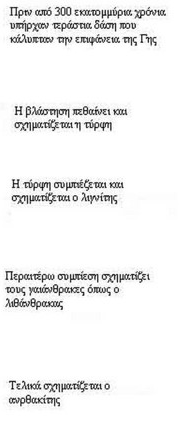 Πριν από 300 εκατομμύρια χρόνια
υπήρχαν τεράστια δάση που
κάλυπταν την επιφάνεια της Γης
Η βλάστηση πεθαίνει και
σχηματίζεται η τύρφη
Η τύρφη συμπιέζεται και
σχηματίζεται ο λιγνίτης
Περαιτέρω συμπίεση σχηματίζει
τους γαιάνθρακες όπως ο
λιθάνθρακας
Τελικά σχηματίζεται ο
ανρθακίτης